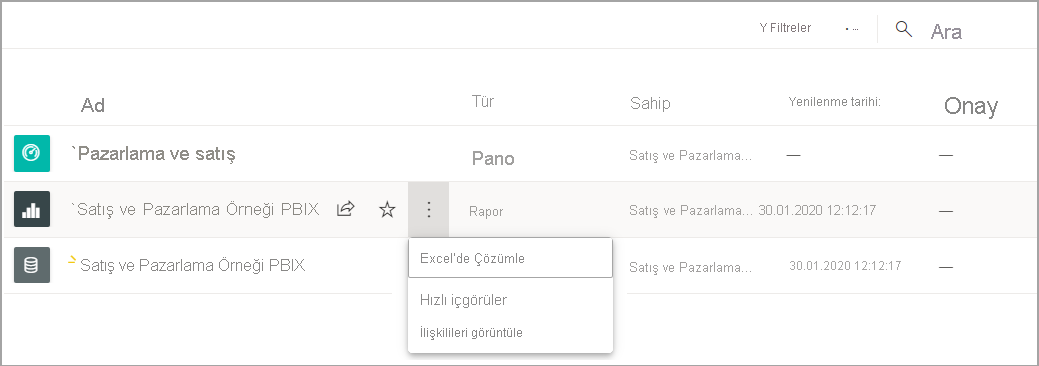 Y Filtreler ... Ara
Ad Tür Sahip Yenilenme tarihi: Onay
`Pazarlama ve satış Pano Satış ve Pazarlama... — —
`Satış ve Pazarlama Örneği PBIX Rapor Satış ve Pazarlama... 30.01.2020 12:12:17 —
Satış ve Pazarlama Örneği PBIX Satış ve Pazarlama... 30.01.2020 12:12:17 —
Excel'de Çözümle
Hızlı içgörüler
İlişkilileri görüntüle